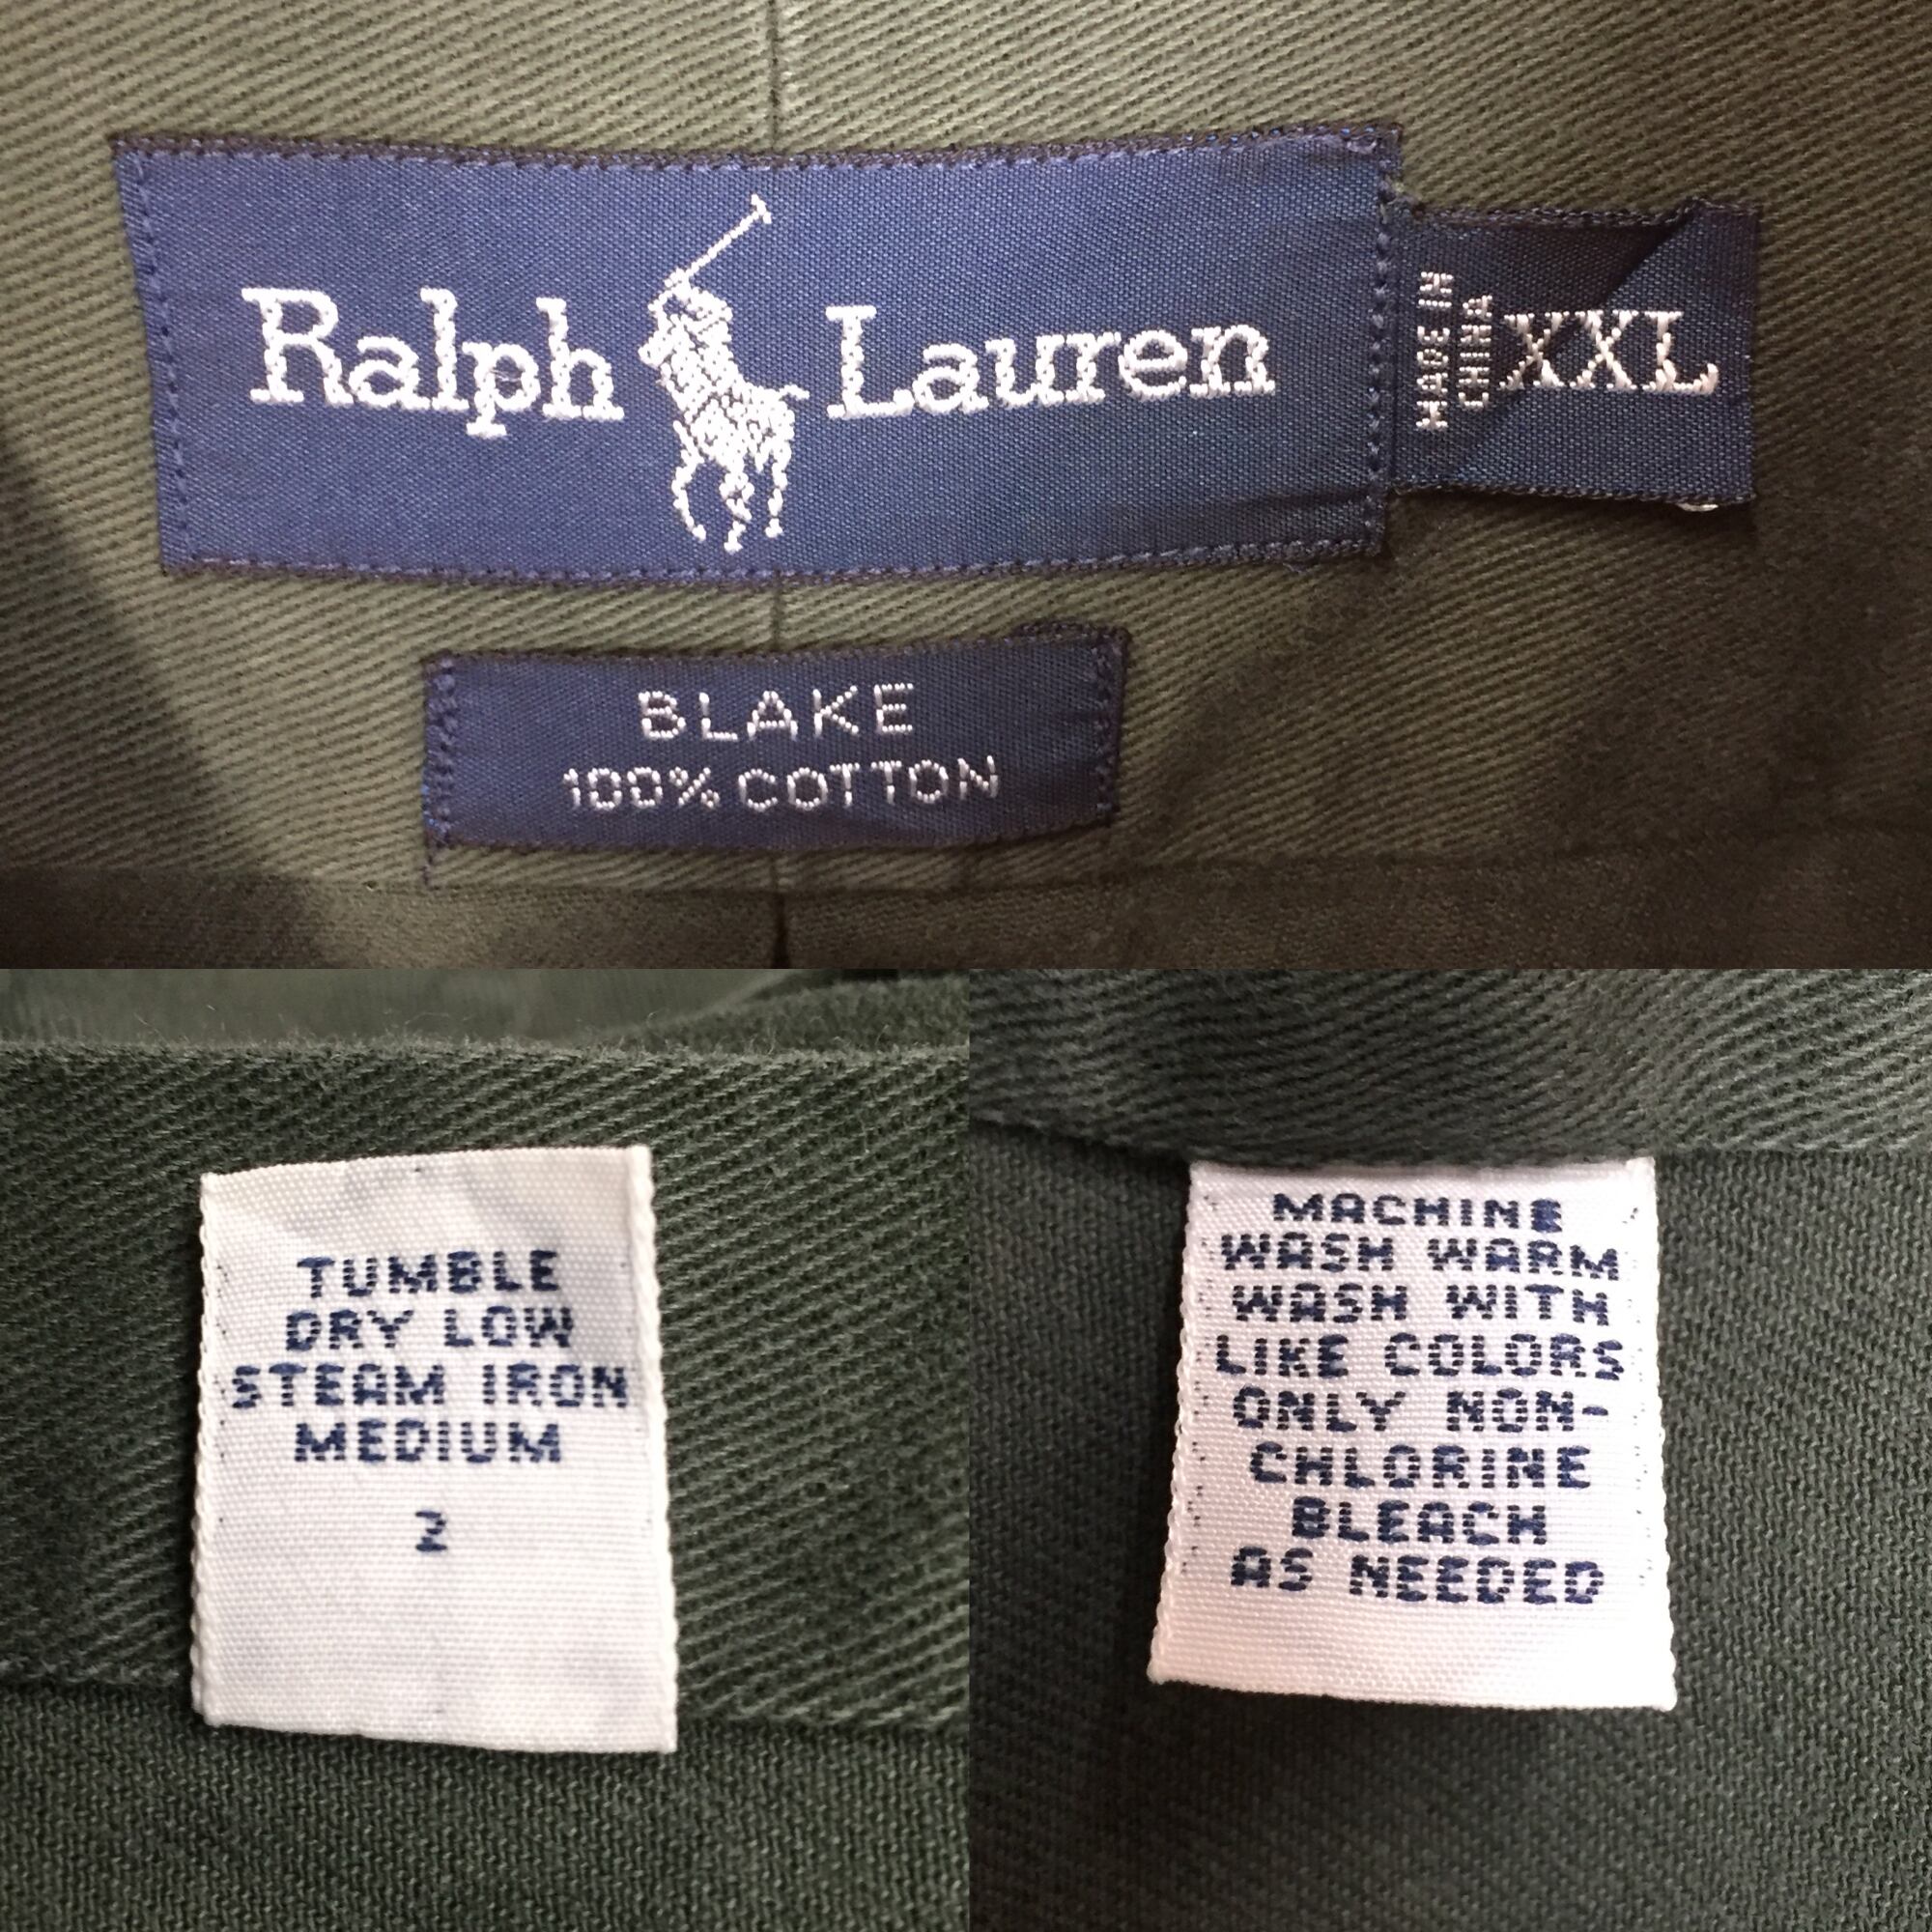 Ralph Lauren
MADE IN
CHINA
XXL
BLAKE
100% COTTON
TUMBLE
DRY LOW
STEAM IRON
MEDIUM
2
MACHINE
WASH WARM
WASH WITH
LIKE COLORS
ONLY NON-
CHLORINE
BLEACH
AS NEEDED